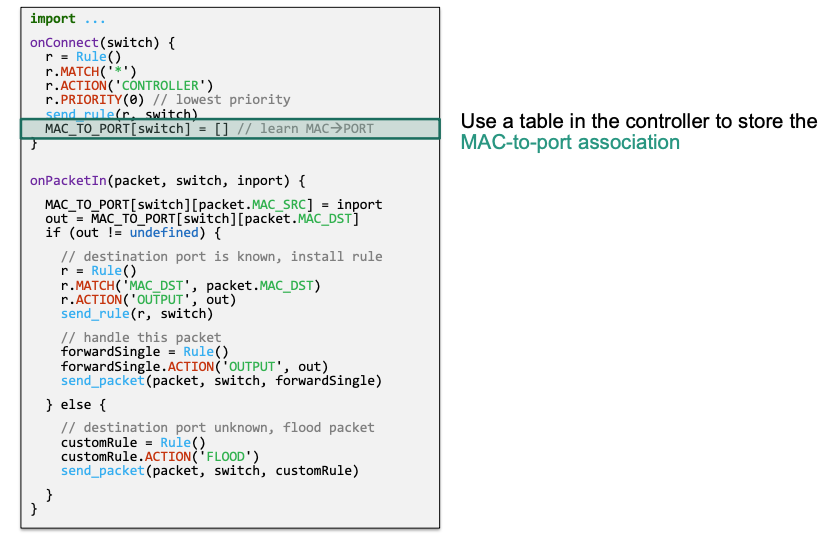 import ...
onConnect(switch) {
r = Rule()
r.MATCH('*')
r.ACTION('CONTROLLER')
r.PRIORITY(0) // lowest priority
send_rule(r, switch)
MAC_TO_PORT[switch] = [] // learn MAC→PORT
}
onPacketIn(packet, switch, inport) {
MAC_TO_PORT[switch][packet.MAC_SRC] = inport
out = MAC_TO_PORT[switch][packet.MAC_DST]
if (out != undefined) {
// destination port is known, install rule
r = Rule()
r.MATCH('MAC_DST', packet.MAC_DST)
r.ACTION('OUTPUT', out)
send_rule(r, switch)
// handle this packet
forwardSingle = Rule()
forwardSingle.ACTION('OUTPUT', out)
send_packet(packet, switch, forwardSingle)
} else {
// destination port unknown, flood packet
customRule = Rule()
customRule.ACTION('FLOOD')
send_packet(packet, switch, customRule)
}
}
Use a table in the controller to store the
MAC-to-port association